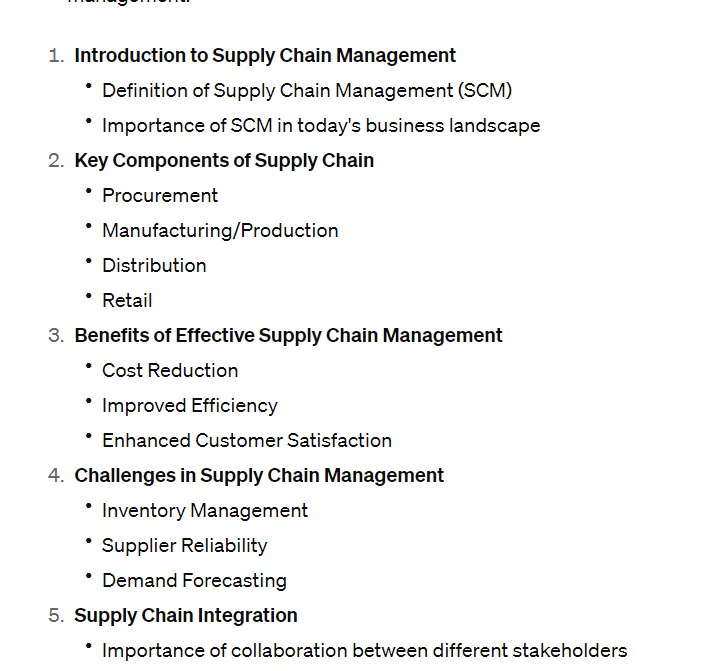 management.
1. Introduction to Supply Chain Management
• Definition of Supply Chain Management (SCM)
• Importance of SCM in today's business landscape
2. Key Components of Supply Chain
• Procurement
• Manufacturing/Production
• Distribution
• Retail
3. Benefits of Effective Supply Chain Management
• Cost Reduction
• Improved Efficiency
• Enhanced Customer Satisfaction
4. Challenges in Supply Chain Management
• Inventory Management
• Supplier Reliability
• Demand Forecasting
5. Supply Chain Integration
• Importance of collaboration between different stakeholders